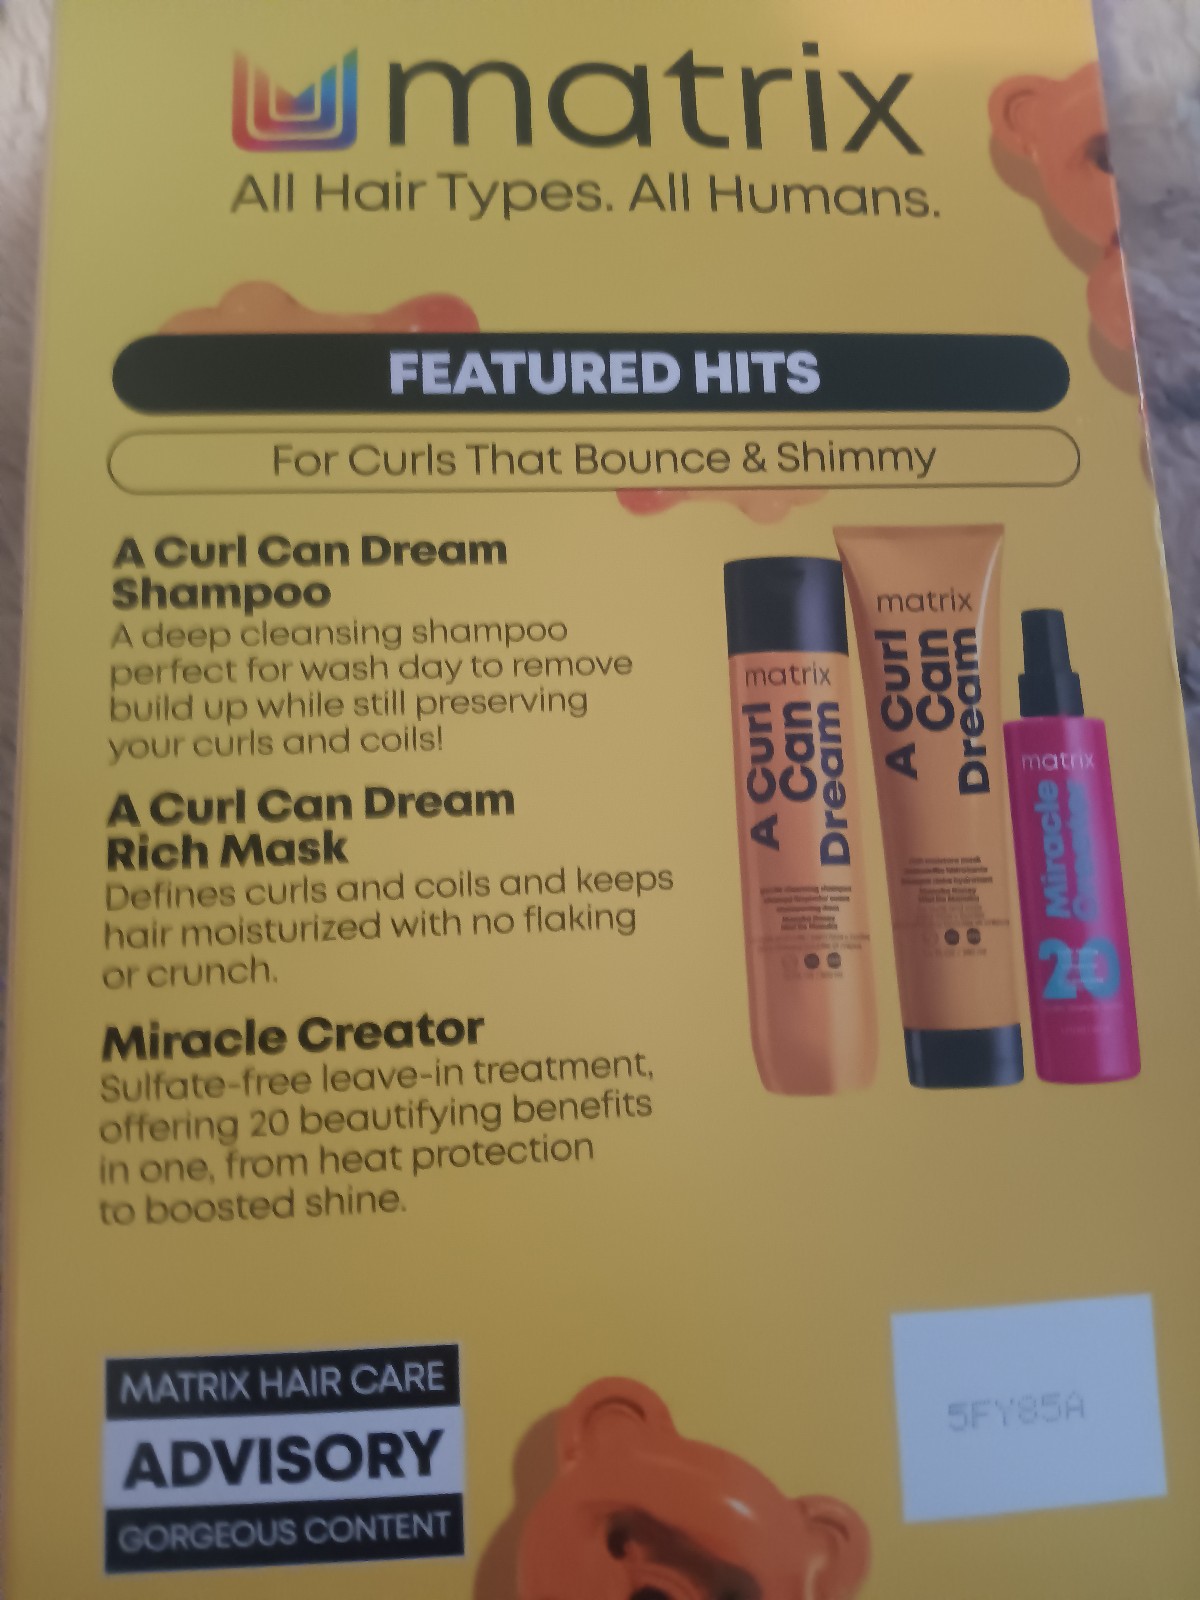 matrix
All Hair Types. All Humans.
FEATURED HITS
For Curls That Bounce & Shimmy
A Curl Can Dream
Shampoo
A deep cleansing shampoo
perfect for wash day to remove
build up while still preserving
your curls and coils!
A Curl Can Dream
Rich Mask
Defines curls and coils and keeps
hair moisturized with no flaking
or crunch.
Miracle Creator
Sulfate-free leave-in treatment,
offering 20 beautifying benefits
in one, from heat protection
to boosted shine.
matrix
A Curl
Can
Dream
matrix
A Curl
Can
Dream
matrix
Miracle
Creator
20
MATRIX HAIR CARE
ADVISORY
GORGEOUS CONTENT
5FY85A